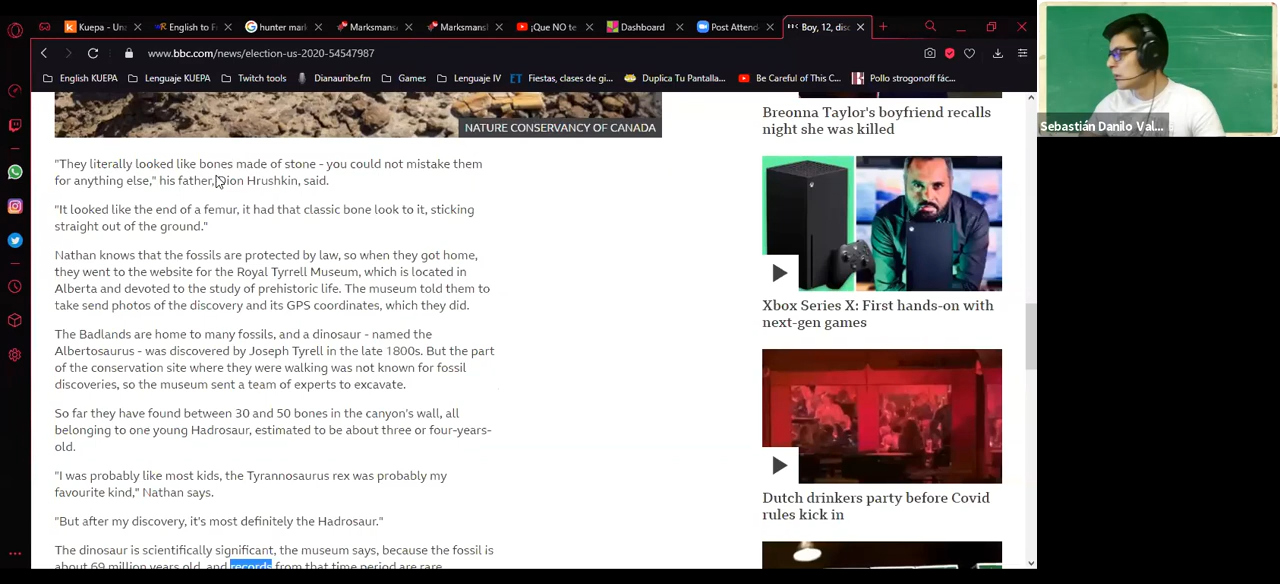 Kuepa - Una
English to F
hunter mark
Marksman
Marksmans
¡Que NO te
Dashboard
Post Attend
Boy, 12, disc
www.bbc.com/news/election-us-2020-54547987
English KUEPA
Lenguaje KUEPA
Twitch tools
Dianauribe.fm
Games
Lenguaje IV
Fiestas, clases de gi...
Duplica Tu Pantalla...
Be Careful of This C...
Pollo strogonoff fác...
Sebastián Danilo Val...
NATURE CONSERVANCY OF CANADA
"They literally looked like bones made of stone - you could not mistake them
for anything else," his father, Dion Hrushkin, said.
"It looked like the end of a femur, it had that classic bone look to it, sticking
straight out of the ground."
Nathan knows that the fossils are protected by law, so when they got home,
they went to the website for the Royal Tyrrell Museum, which is located in
Alberta and devoted to the study of prehistoric life. The museum told them to
take send photos of the discovery and its GPS coordinates, which they did.
The Badlands are home to many fossils, and a dinosaur - named the
Albertosaurus - was discovered by Joseph Tyrell in the late 1800s. But the part
of the conservation site where they were walking was not known for fossil
discoveries, so the museum sent a team of experts to excavate.
So far they have found between 30 and 50 bones in the canyon's wall, all
belonging to one young Hadrosaur, estimated to be about three or four-years-
old.
"I was probably like most kids, the Tyrannosaurus rex was probably my
favourite kind," Nathan says.
"But after my discovery, it's most definitely the Hadrosaur."
The dinosaur is scientifically significant, the museum says, because the fossil is
about 69 million years old, and records from that time period are rare.
Breonna Taylor's boyfriend recalls
night she was killed
Xbox Series X: First hands-on with
next-gen games
Dutch drinkers party before Covid
rules kick in